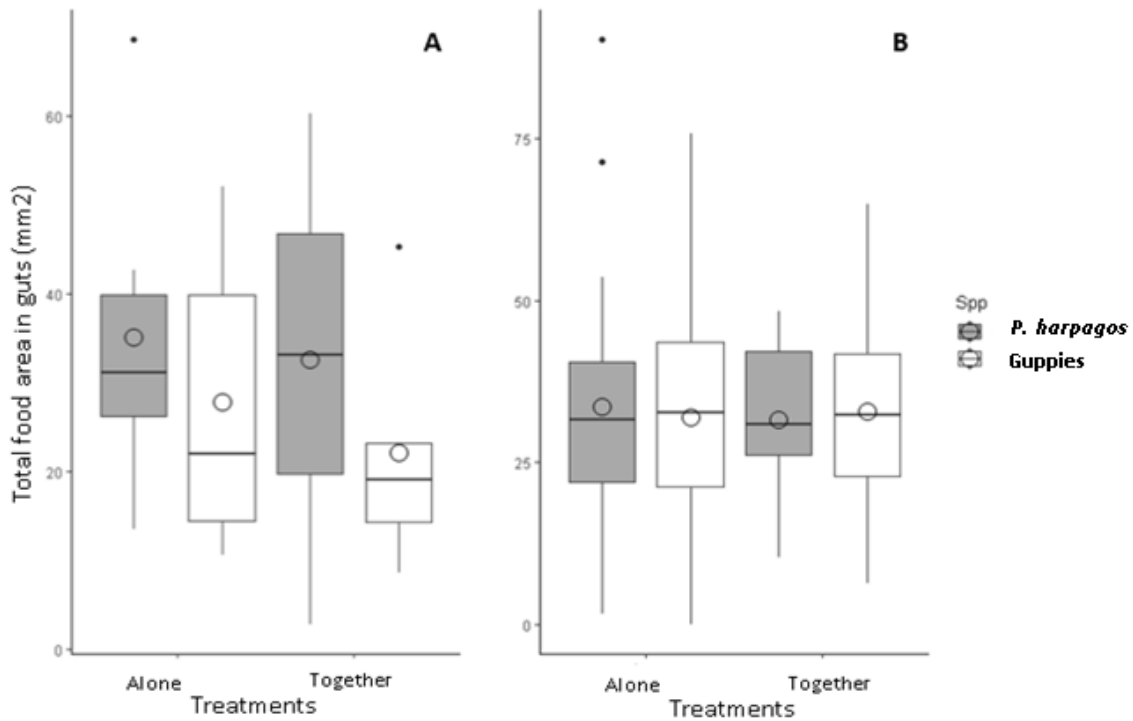 A
B
Total food area in guts (mm2)
60
40
20
0
75
50
25
0
Alone
Together
Treatments
Alone
Together
Treatments
Spp
P. harpagos
Guppies